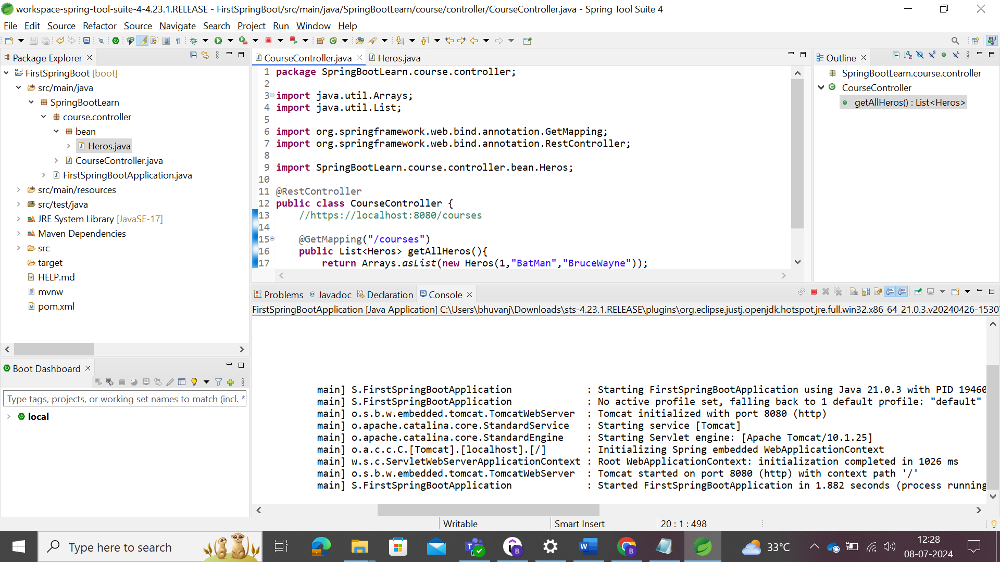 workspace-spring-tool-suite-4-4.23.1.RELEASE - FirstSpringBoot/src/main/java/SpringBootLearn/course/controller/CourseController.java - Spring Tool Suite 4
File Edit Source Refactor Source Navigate Search Project Run Window Help
Package Explorer
FirstSpringBoot [boot]
src/main/java
SpringBootLearn
course.controller
bean
Heros.java
CourseController.java
FirstSpringBootApplication.java
src/main/resources
src/test/java
JRE System Library [JavaSE-17]
Maven Dependencies
src
target
HELP.md
mvnw
pom.xml
Boot Dashboard
Type tags, projects, or working set names to match (incl. *
local
CourseController.java Heros.java
1 package SpringBootLearn.course.controller;
2
3 import java.util.Arrays;
4 import java.util.List;
5
6 import org.springframework.web.bind.annotation.GetMapping;
7 import org.springframework.web.bind.annotation.RestController;
8
9 import SpringBootLearn.course.controller.bean.Heros;
10
11 @RestController
12 public class CourseController {
13 //https://localhost:8080/courses
14
15 @GetMapping("/courses")
16 public List<Heros> getAllHeros(){
17 return Arrays.asList(new Heros(1,"BatMan","BruceWayne"));
Outline
SpringBootLearn.course.controller
CourseController
getAllHeros() : List<Heros>
Problems Javadoc Declaration Console
FirstSpringBootApplication [Java Application] C:\Users\bhuvanj\Downloads\sts-4.23.1.RELEASE\plugins\org.eclipse.justj.openjdk.hotspot.jre.full.win32.x86_64_21.0.3.v20240426-1530\
main] S.FirstSpringBootApplication : Starting FirstSpringBootApplication using Java 21.0.3 with PID 19460
main] S.FirstSpringBootApplication : No active profile set, falling back to 1 default profile: "default"
main] o.s.b.w.embedded.tomcat.TomcatWebServer : Tomcat initialized with port 8080 (http)
main] o.apache.catalina.core.StandardService : Starting service [Tomcat]
main] o.apache.catalina.core.StandardEngine : Starting Servlet engine: [Apache Tomcat/10.1.25]
main] o.a.c.c.C.[Tomcat].[localhost].[/] : Initializing Spring embedded WebApplicationContext
main] w.s.c.ServletWebServerApplicationContext : Root WebApplicationContext: initialization completed in 1026 ms
main] o.s.b.w.embedded.tomcat.TomcatWebServer : Tomcat started on port 8080 (http) with context path '/'
main] S.FirstSpringBootApplication : Started FirstSpringBootApplication in 1.882 seconds (process running
Writable Smart Insert 20 : 1 : 498
Type here to search
33°C
12:28
08-07-2024